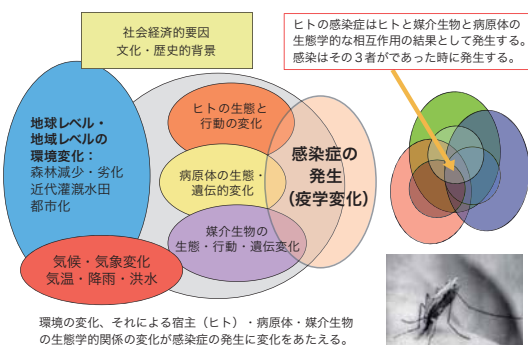 社会経済的要因
文化・歴史的背景
ヒトの感染症はヒトと媒介生物と病原体の
生態学的な相互作用の結果として発生する。
感染はその３者がであった時に発生する。
地球レベル・
地域レベルの
環境変化：
森林減少・劣化
近代灌漑水田
都市化
ヒトの生態と
行動の変化
病原体の生態・
遺伝的変化
媒介生物の
生態・行動・遺伝変化
感染症の
発生
（疫学変化）
気候・気象変化
気温・降雨・洪水
環境の変化、それによる宿主（ヒト）・病原体・媒介生物
の生態学的関係の変化が感染症の発生に変化をあたえる。